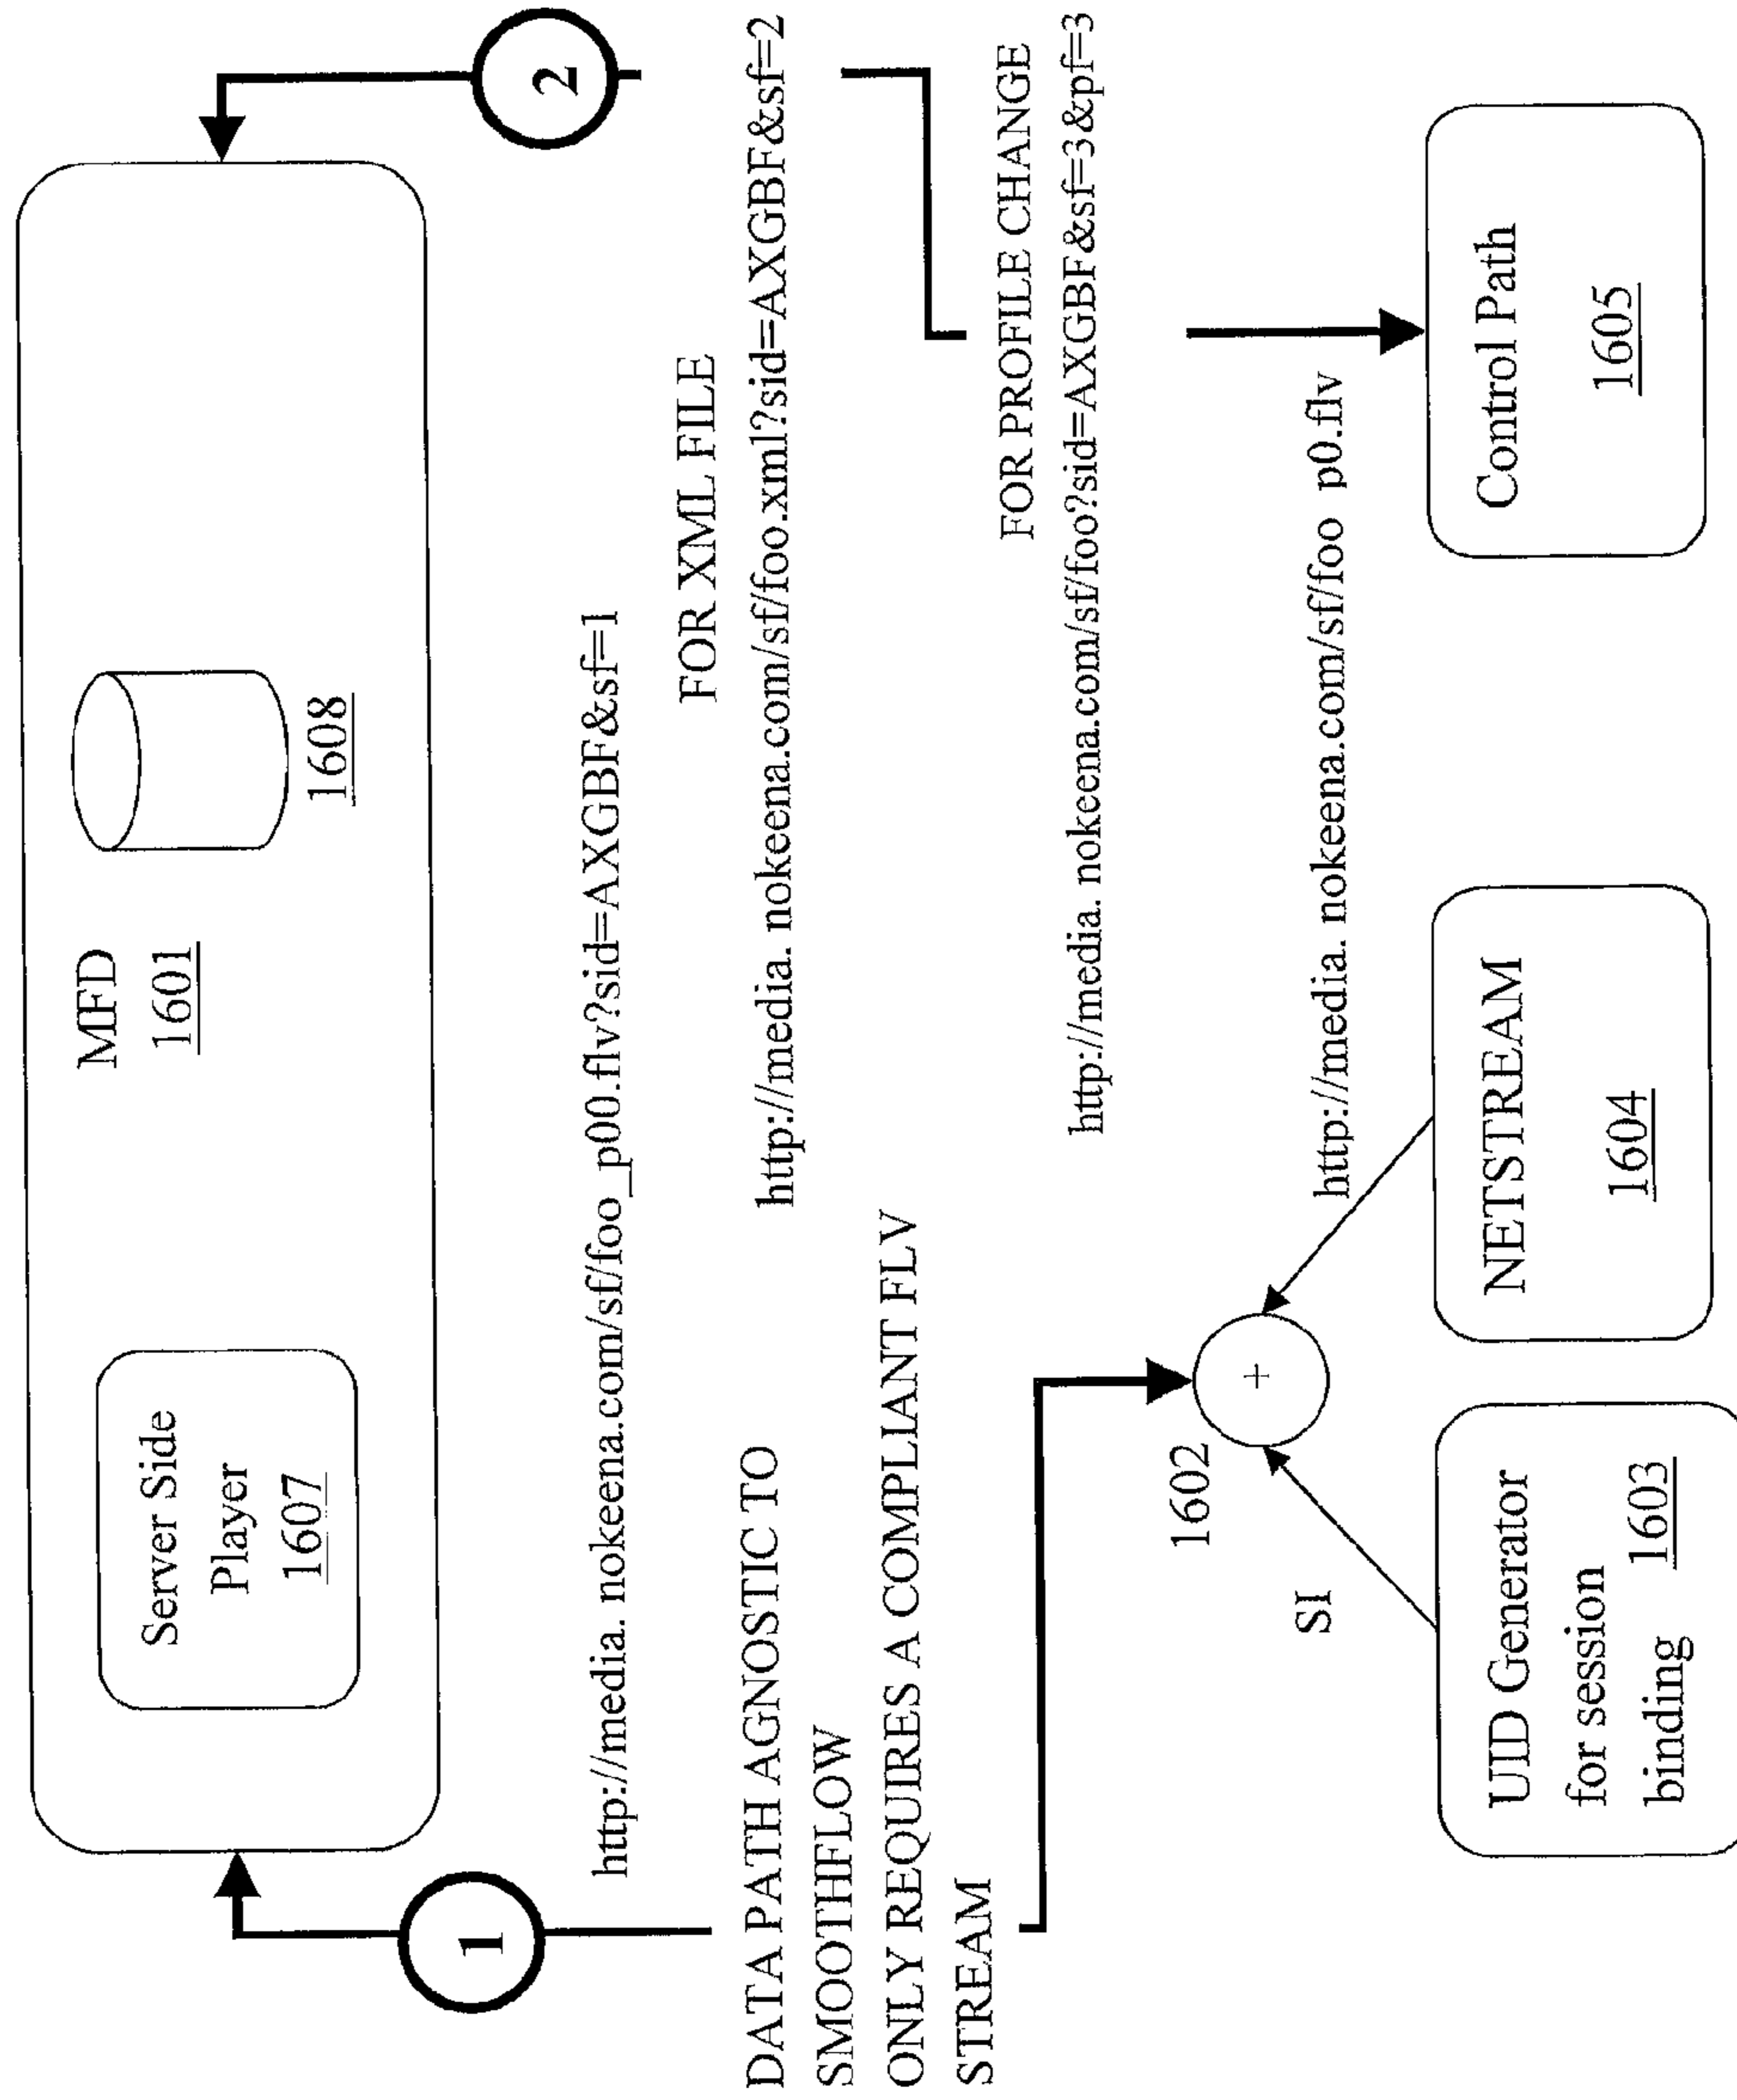 MFD
1601
1608
Server Side
Player
1607
1
2
http://media. nokeena.com/sf/foo_p00.flv?sid=AXGBF&sf=1
FOR XML FILE
http://media. nokeena.com/sf/foo.xml?sid=AXGBF&sf=2
DATA PATH AGNOSTIC TO
SMOOTHFLOW
ONLY REQUIRES A COMPLIANT FLV
STREAM
FOR PROFILE CHANGE
http://media. nokeena.com/sf/foo?sid=AXGBF&sf=3&pf=3
1602
+
SI
http://media. nokeena.com/sf/foo p0.flv
UID Generator
for session
binding 1603
NETSTREAM
1604
Control Path
1605